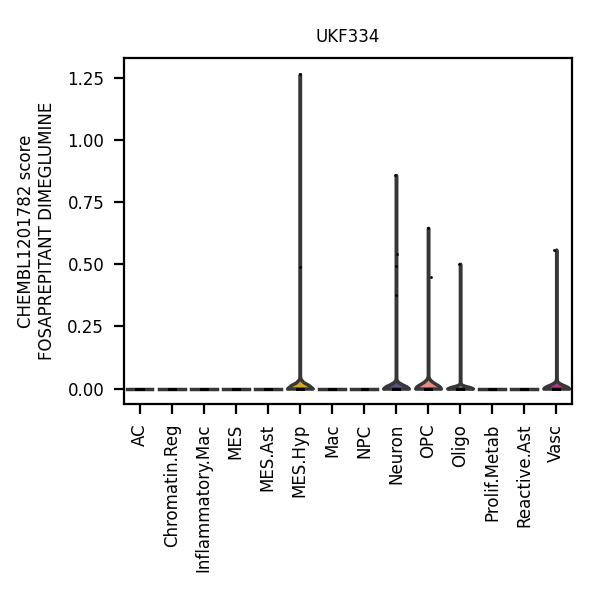 UKF334
CHEMBL1201782 score
FOSAPREPITANT DIMEGLUMINE
1.25
1.00
0.75
0.50
0.25
0.00
AC
Chromatin.Reg
Inflammatory.Mac
MES
MES.Ast
MES.Hyp
Mac
NPC
Neuron
OPC
Oligo
Prolif.Metab
Reactive.Ast
Vasc